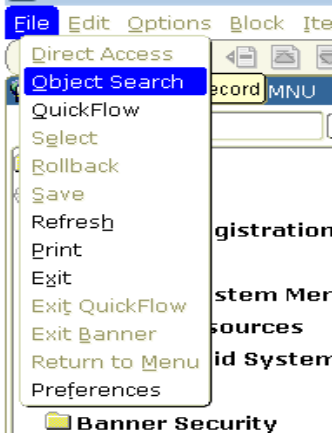 File Edit Options Block Ite
Direct Access
Object Search
ecord MNU
QuickFlow
Select
Rollback
Save
Refresh
gistration
Print
Exit
stem Mer
Exit QuickFlow
sources
Exit Banner
Return to Menu
id System
Preferences
Banner Security